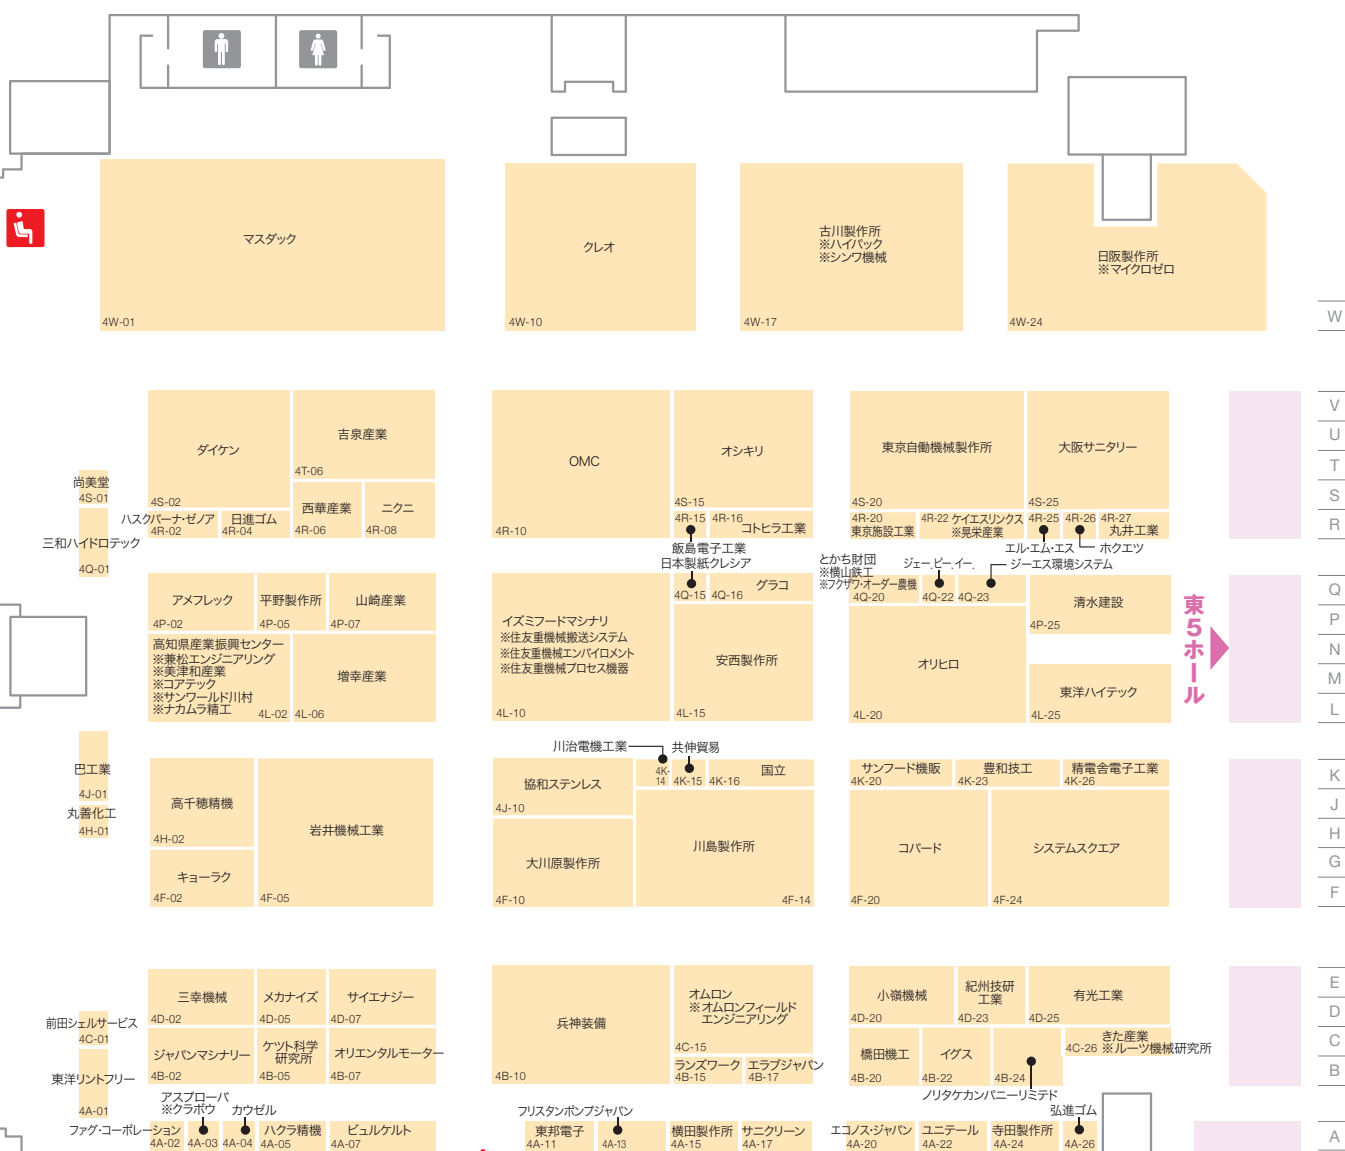 マスダック
4W-01
クレオ
4W-10
古川製作所
※ハイパック
※シンワ機械
4W-17
日阪製作所
※マイクロゼロ
4W-24
W
ダイケン
4S-02
吉泉産業
4T-06
西華産業
4R-06
ニクニ
4R-08
尚美堂
4S-01
ハスクバーナ・ゼノア
4R-02
日進ゴム
4R-04
三和ハイドロテック
4Q-01
OMC
4R-10
オシキリ
4S-15
4R-15
飯島電子工業
4R-16
コトヒラ工業
東京自働機械製作所
4S-20
大阪サニタリー
4S-25
4R-20
東京施設工業
4R-22 ケイエスリンクス
※晃栄産業
4R-25
エル・エム・エス
4R-26
ホクエツ
4R-27
丸井工業
V
U
T
S
R
アメフレック
4P-02
平野製作所
4P-05
山崎産業
4P-07
高知県産業振興センター
※兼松エンジニアリング
※美津和産業
※コアテック
※サンワールド川村
※ナカムラ精工
4L-02
増幸産業
4L-06
イズミフードマシナリ
※住友重機械搬送システム
※住友重機械エンバイロメント
※住友重機械プロセス機器
4L-10
日本製紙クレシア
4Q-15
グラコ
4Q-16
安西製作所
4L-15
とかち財団
※横山鉄工
※フクザワ・オーダー農機
4Q-20
ジェー.ピー.イー.
4Q-22
ジーエス環境システム
4Q-23
オリヒロ
4L-20
清水建設
4P-25
東洋ハイテック
4L-25
東5ホール
Q
P
N
M
L
巴工業
4J-01
丸善化工
4H-01
高千穂精機
4H-02
キョーラク
4F-02
岩井機械工業
4F-05
協和ステンレス
4J-10
大川原製作所
4F-10
川治電機工業
4K-
14
共伸貿易
4K-15
国立
4K-16
川島製作所
4F-14
サンフード機販
4K-20
豊和技工
4K-23
精電舎電子工業
4K-26
コバード
4F-20
システムスクエア
4F-24
K
J
H
G
F
前田シェルサービス
4C-01
東洋リントフリー
4A-01
三幸機械
4D-02
メカナイズ
4D-05
サイエナジー
4D-07
ジャパンマシナリー
4B-02
ケツト科学
研究所
4B-05
オリエンタルモーター
4B-07
兵神装備
4B-10
オムロン
※オムロンフィールド
エンジニアリング
4C-15
ランズワーク
4B-15
エラブジャパン
4B-17
小嶺機械
4D-20
紀州技研
工業
4D-23
有光工業
4D-25
橋田機工
4B-20
イグス
4B-22
4B-24
ノリタケカンパニーリミテド
きた産業
4C-26 ※ルーツ機械研究所
E
D
C
B
ファグ・コーポレーション
4A-02
アスプローバ
※クラボウ
4A-03
カウゼル
4A-04
ハクラ精機
4A-05
ビュルケルト
4A-07
東邦電子
4A-11
フリスタンポンプジャパン
4A-13
横田製作所
4A-15
サニクリーン
4A-17
エコノス・ジャパン
4A-20
ユニテール
4A-22
寺田製作所
4A-24
弘進ゴム
4A-26
A